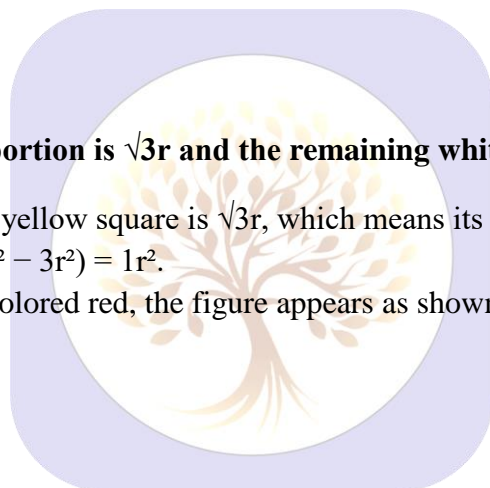 portion is √3r and the remaining whit
yellow square is √3r, which means its
² − 3r²) = 1r².
olored red, the figure appears as shown